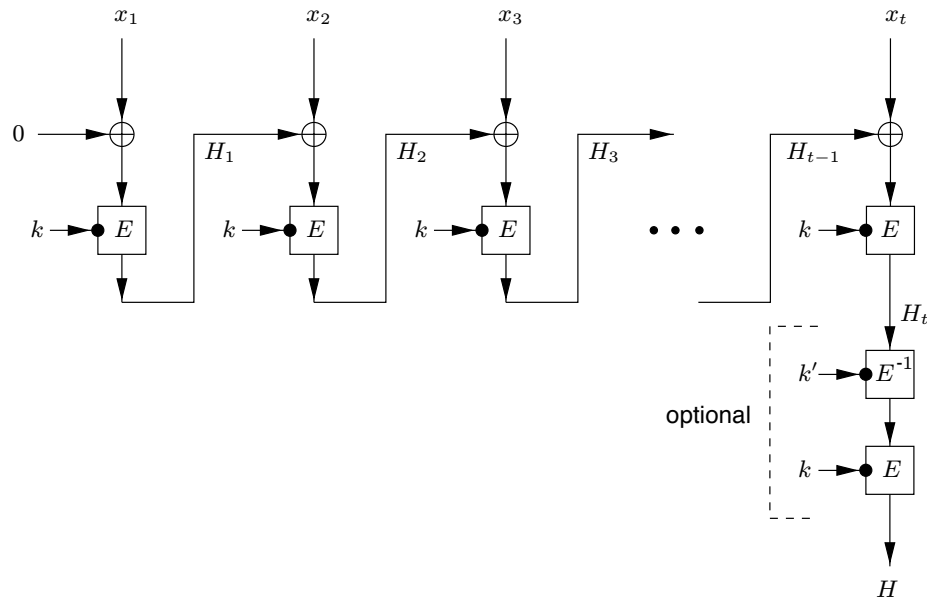 x₁ x₂ x₃ xₜ
0 H₁ H₂ H₃ Hₜ₋₁
k E k E k E • • • k E
Hₜ
k′ E⁻¹
optional
k E
H